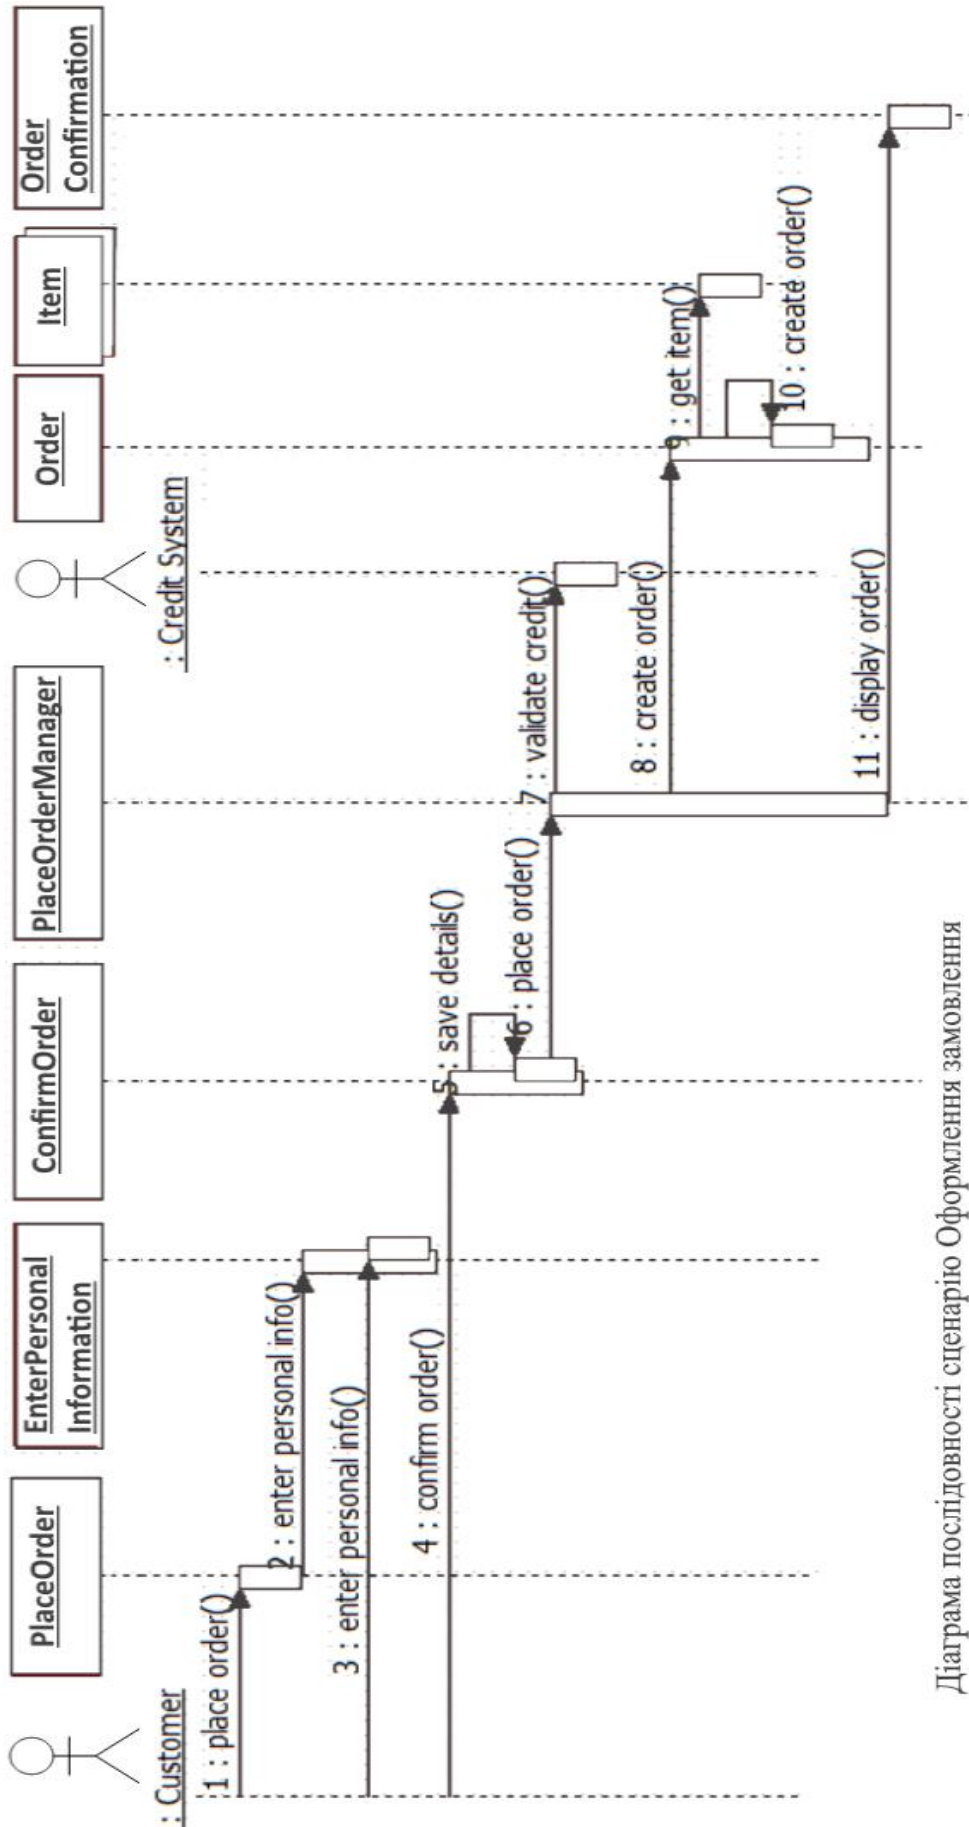 : Customer
PlaceOrder
EnterPersonal
Information
ConfirmOrder
PlaceOrderManager
: Credit System
Order
Item
Order
Confirmation
1 : place order()
2 : enter personal info()
3 : enter personal info()
4 : confirm order()
5 : save details()
6 : place order()
7 : validate credit()
8 : create order()
9 : get item()
10 : create order()
11 : display order()
Діаграма послідовності сценарію Оформлення замовлення